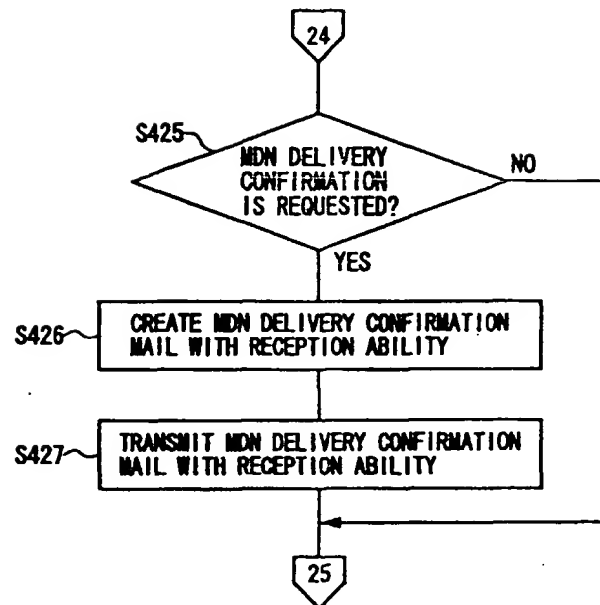 24
S425
MDN DELIVERY
CONFIRMATION
IS REQUESTED?
NO
YES
S426
CREATE MDN DELIVERY CONFIRMATION
MAIL WITH RECEPTION ABILITY
S427
TRANSMIT MDN DELIVERY CONFIRMATION
MAIL WITH RECEPTION ABILITY
25